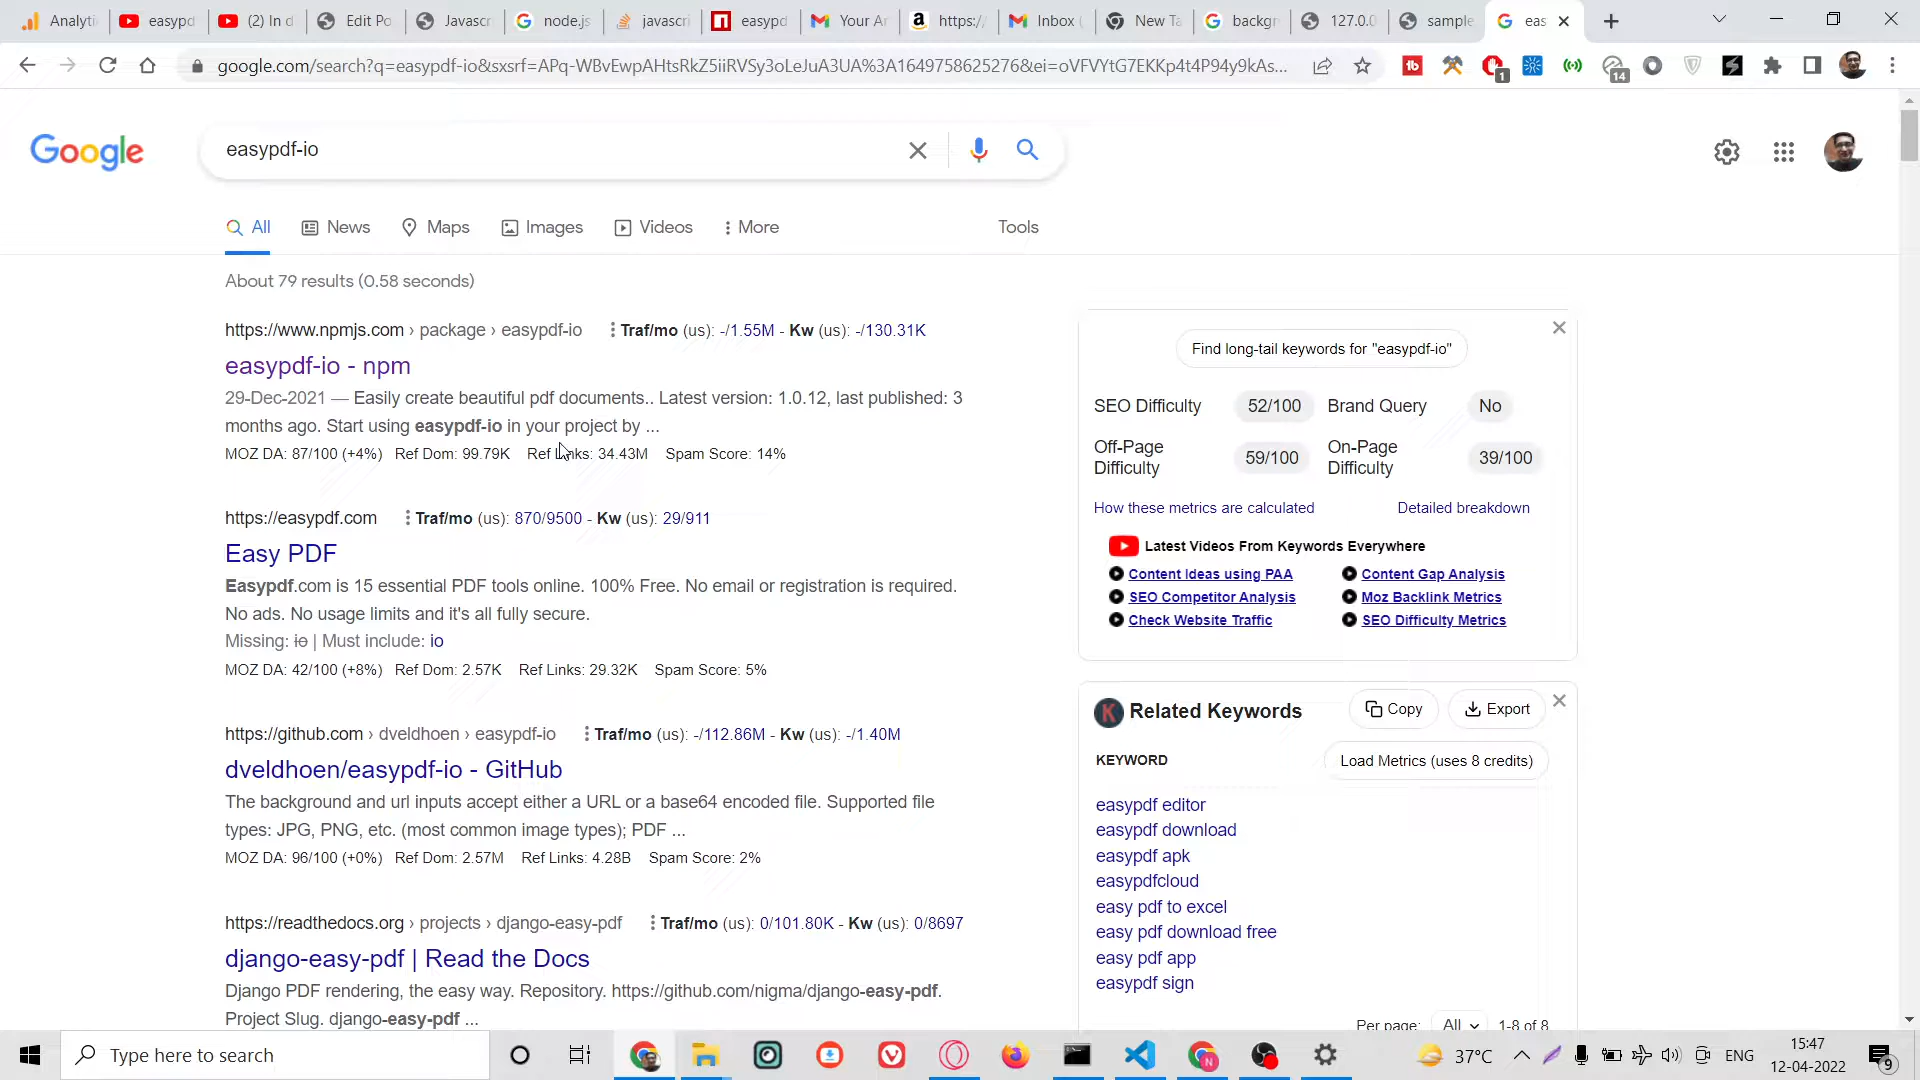 Analyti
easypd
(2) In d
Edit Po
Javascr
node.js
javascri
easypd
Your Ar
https:/
Inbox (
New Ta
backgr
127.0.0
sample
eas
google.com/search?q=easypdf-io&sxsrf=APq-WBvEwpAHtsRkZ5iiRVSy3oLeJuA3UA%3A1649758625276&ei=oVFVYtG7EKKp4t4P94y9kAs...
1
14
Google
easypdf-io
All
News
Maps
Images
Videos
More
Tools
About 79 results (0.58 seconds)
https://www.npmjs.com › package › easypdf-io
Traf/mo (us): -/1.55M - Kw (us): -/130.31K
easypdf-io - npm
29-Dec-2021 — Easily create beautiful pdf documents.. Latest version: 1.0.12, last published: 3
months ago. Start using easypdf-io in your project by ...
MOZ DA: 87/100 (+4%) Ref Dom: 99.79K Ref Links: 34.43M Spam Score: 14%
https://easypdf.com
Traf/mo (us): 870/9500 - Kw (us): 29/911
Easy PDF
Easypdf.com is 15 essential PDF tools online. 100% Free. No email or registration is required.
No ads. No usage limits and it's all fully secure.
Missing: io | Must include: io
MOZ DA: 42/100 (+8%) Ref Dom: 2.57K Ref Links: 29.32K Spam Score: 5%
https://github.com › dveldhoen › easypdf-io
Traf/mo (us): -/112.86M - Kw (us): -/1.40M
dveldhoen/easypdf-io - GitHub
The background and url inputs accept either a URL or a base64 encoded file. Supported file
types: JPG, PNG, etc. (most common image types); PDF ...
MOZ DA: 96/100 (+0%) Ref Dom: 2.57M Ref Links: 4.28B Spam Score: 2%
https://readthedocs.org › projects › django-easy-pdf
Traf/mo (us): 0/101.80K - Kw (us): 0/8697
django-easy-pdf | Read the Docs
Django PDF rendering, the easy way. Repository. https://github.com/nigma/django-easy-pdf.
Project Slug. django-easy-pdf ...
Find long-tail keywords for "easypdf-io"
SEO Difficulty 52/100 Brand Query No
Off-Page Difficulty 59/100 On-Page Difficulty 39/100
How these metrics are calculated
Detailed breakdown
Latest Videos From Keywords Everywhere
Content Ideas using PAA
Content Gap Analysis
SEO Competitor Analysis
Moz Backlink Metrics
Check Website Traffic
SEO Difficulty Metrics
K Related Keywords
Copy
Export
KEYWORD
Load Metrics (uses 8 credits)
easypdf editor
easypdf download
easypdf apk
easypdfcloud
easy pdf to excel
easy pdf download free
easy pdf app
easypdf sign
Per page: All 1-8 of 8
Type here to search
37°C
ENG
15:47
12-04-2022
9